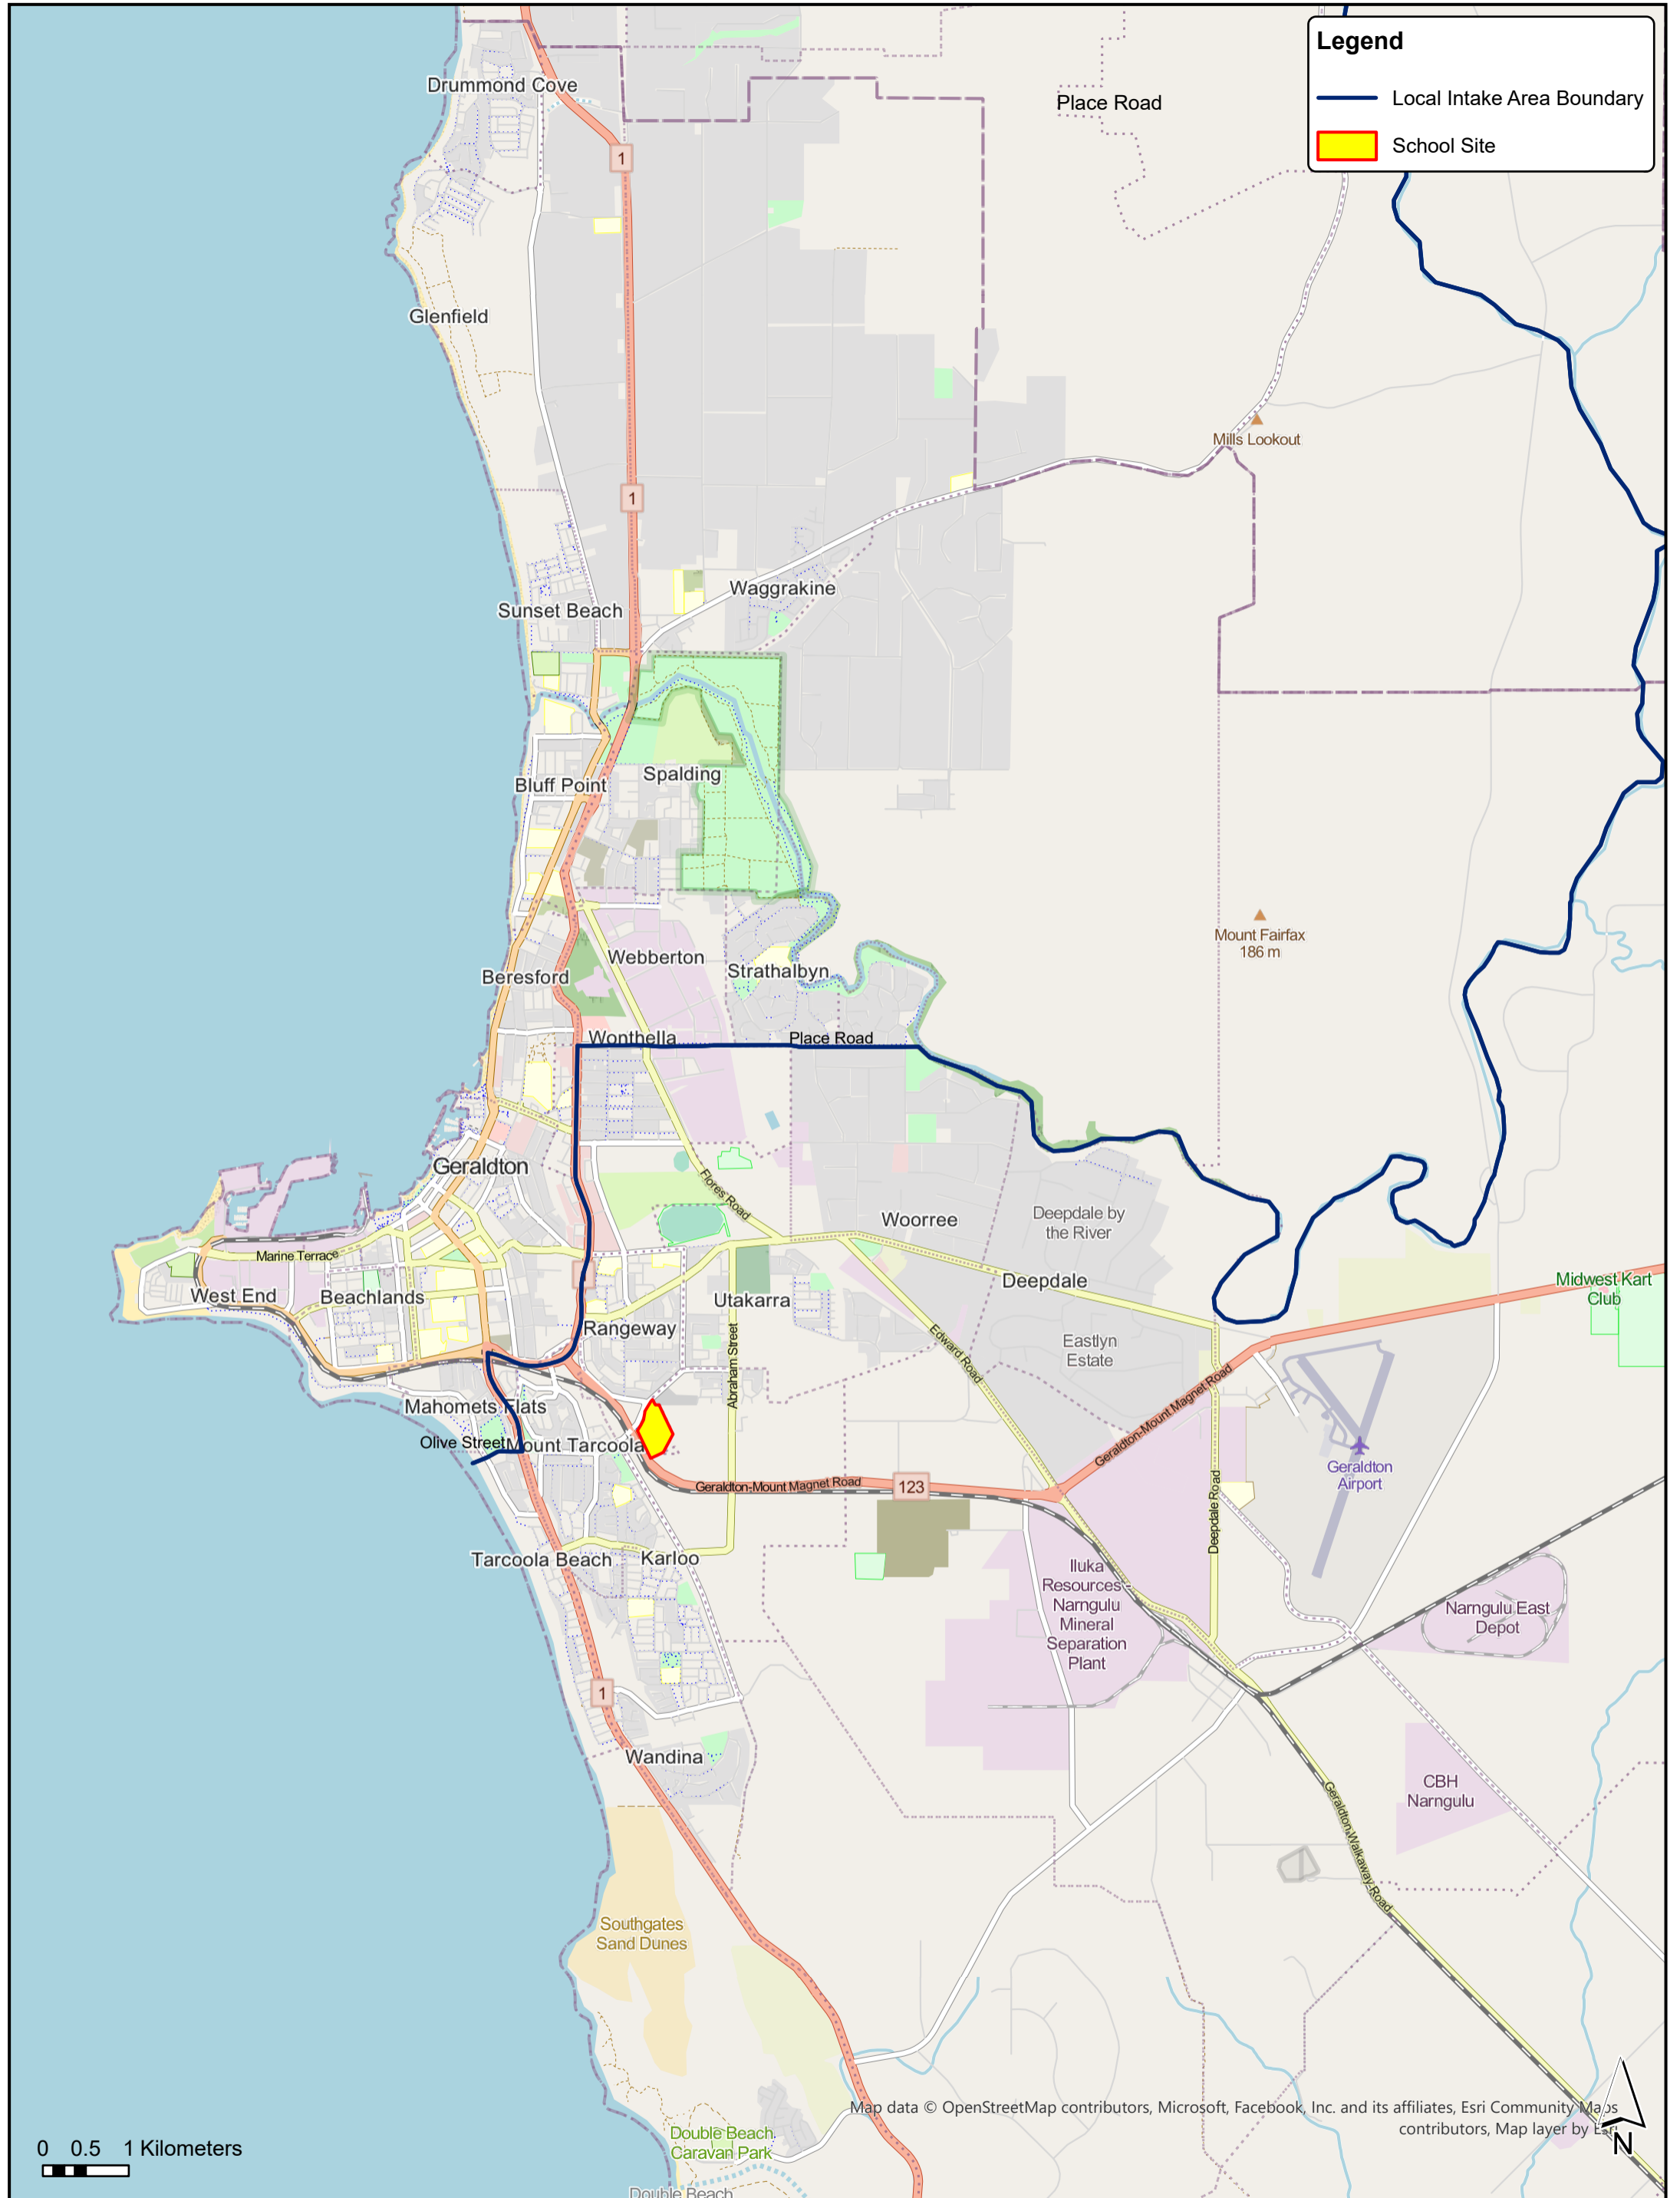 Legend
Local Intake Area Boundary
School Site
Drummond Cove
Place Road
1
Glenfield
Mills Lookout
1
Waggrakine
Sunset Beach
Spalding
Bluff Point
Mount Fairfax
186 m
Webberton
Strathalbyn
Beresford
Wonthella
Place Road
Geraldton
Flores Road
Woorree
Deepdale by
the River
Marine Terrace
Deepdale
Midwest Kart
Club
West End
Beachlands
Utakarra
Rangeway
Edward Road
Eastlyn
Estate
Abraham Street
Mahomets Flats
Geraldton-Mount Magnet Road
Olive Street
Mount Tarcoola
Geraldton
Airport
Geraldton-Mount Magnet Road
123
Deepdale Road
Tarcoola Beach
Karloo
Iluka
Resources -
Narngulu
Mineral
Separation
Plant
Narngulu East
Depot
1
Wandina
CBH
Narngulu
Geraldton-Walkaway-Road
Southgates
Sand Dunes
Map data © OpenStreetMap contributors, Microsoft, Facebook, Inc. and its affiliates, Esri Community Maps
contributors, Map layer by Esri
Double Beach
Caravan Park
N
0 0.5 1 Kilometers
Double Beach